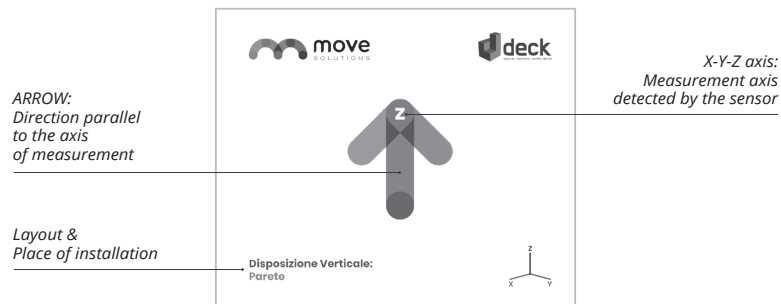 move
SOLUTIONS
deck
X-Y-Z axis:
Measurement axis
detected by the sensor
ARROW:
Direction parallel
to the axis
of measurement
Z
Layout &
Place of installation
Disposizione Verticale:
Parete
Z
X
Y